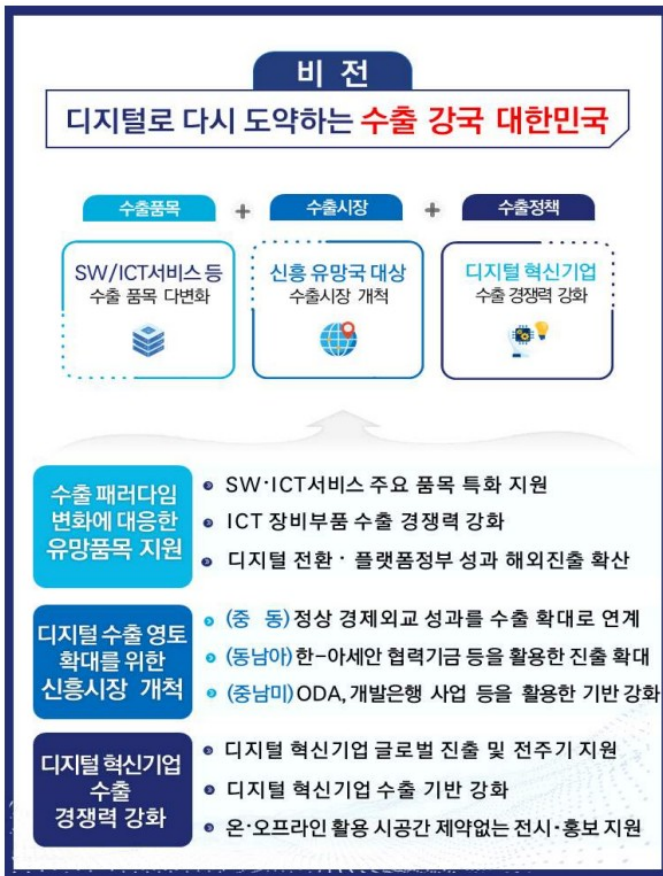 비 전
디지털로 다시 도약하는 수출 강국 대한민국
수출품목 + 수출시장 + 수출정책
SW/ICT서비스 등
수출 품목 다변화
신흥 유망국 대상
수출시장 개척
디지털 혁신기업
수출 경쟁력 강화
수출 패러다임
변화에 대응한
유망품목 지원
SW·ICT서비스 주요 품목 특화 지원
ICT 장비부품 수출 경쟁력 강화
디지털 전환 · 플랫폼정부 성과 해외진출 확산
디지털 수출 영토
확대를 위한
신흥시장 개척
(중 동) 정상 경제외교 성과를 수출 확대로 연계
(동남아) 한-아세안 협력기금 등을 활용한 진출 확대
(중남미) ODA, 개발은행 사업 등을 활용한 기반 강화
디지털 혁신기업
수출
경쟁력 강화
디지털 혁신기업 글로벌 진출 및 전주기 지원
디지털 혁신기업 수출 기반 강화
온·오프라인 활용 시공간 제약없는 전시·홍보 지원